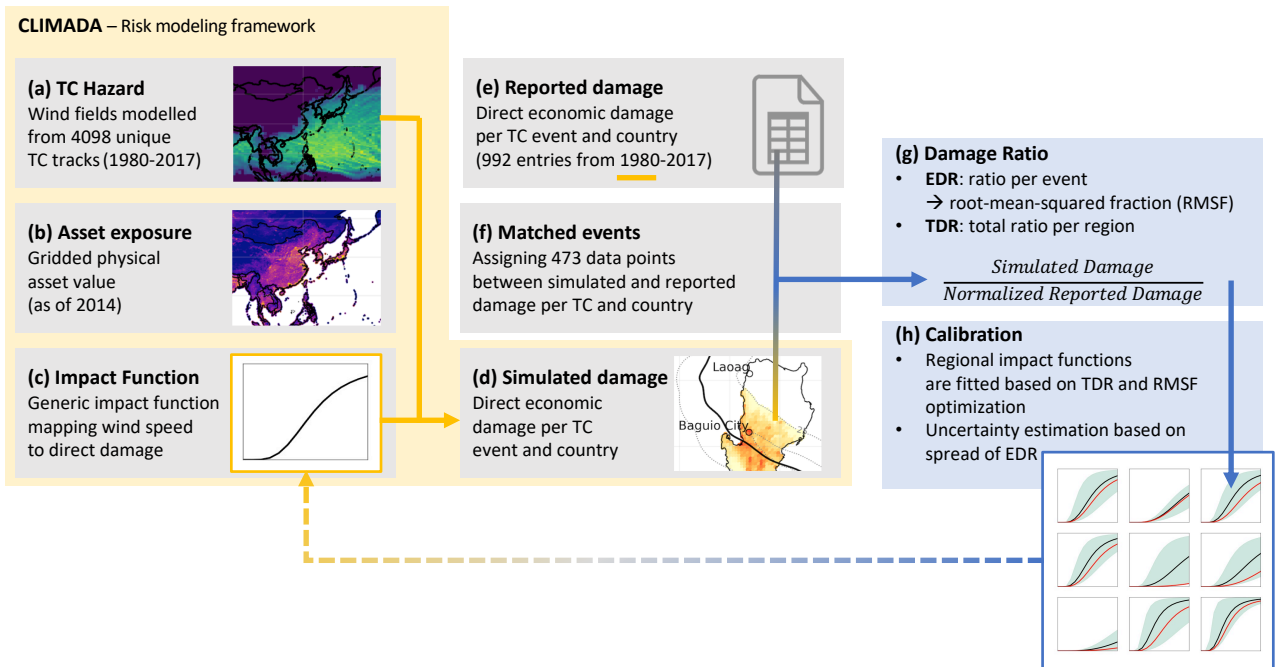 CLIMADA – Risk modeling framework
(a) TC Hazard
Wind fields modelled
from 4098 unique
TC tracks (1980-2017)
(b) Asset exposure
Gridded physical
asset value
(as of 2014)
(c) Impact Function
Generic impact function
mapping wind speed
to direct damage
(d) Simulated damage
Direct economic
damage per TC
event and country
Laoag
Baguio City
(e) Reported damage
Direct economic damage
per TC event and country
(992 entries from 1980-2017)
(f) Matched events
Assigning 473 data points
between simulated and reported
damage per TC and country
(g) Damage Ratio
• EDR: ratio per event
→ root-mean-squared fraction (RMSF)
• TDR: total ratio per region
Simulated Damage
Normalized Reported Damage
(h) Calibration
• Regional impact functions
are fitted based on TDR and RMSF
optimization
• Uncertainty estimation based on
spread of EDR